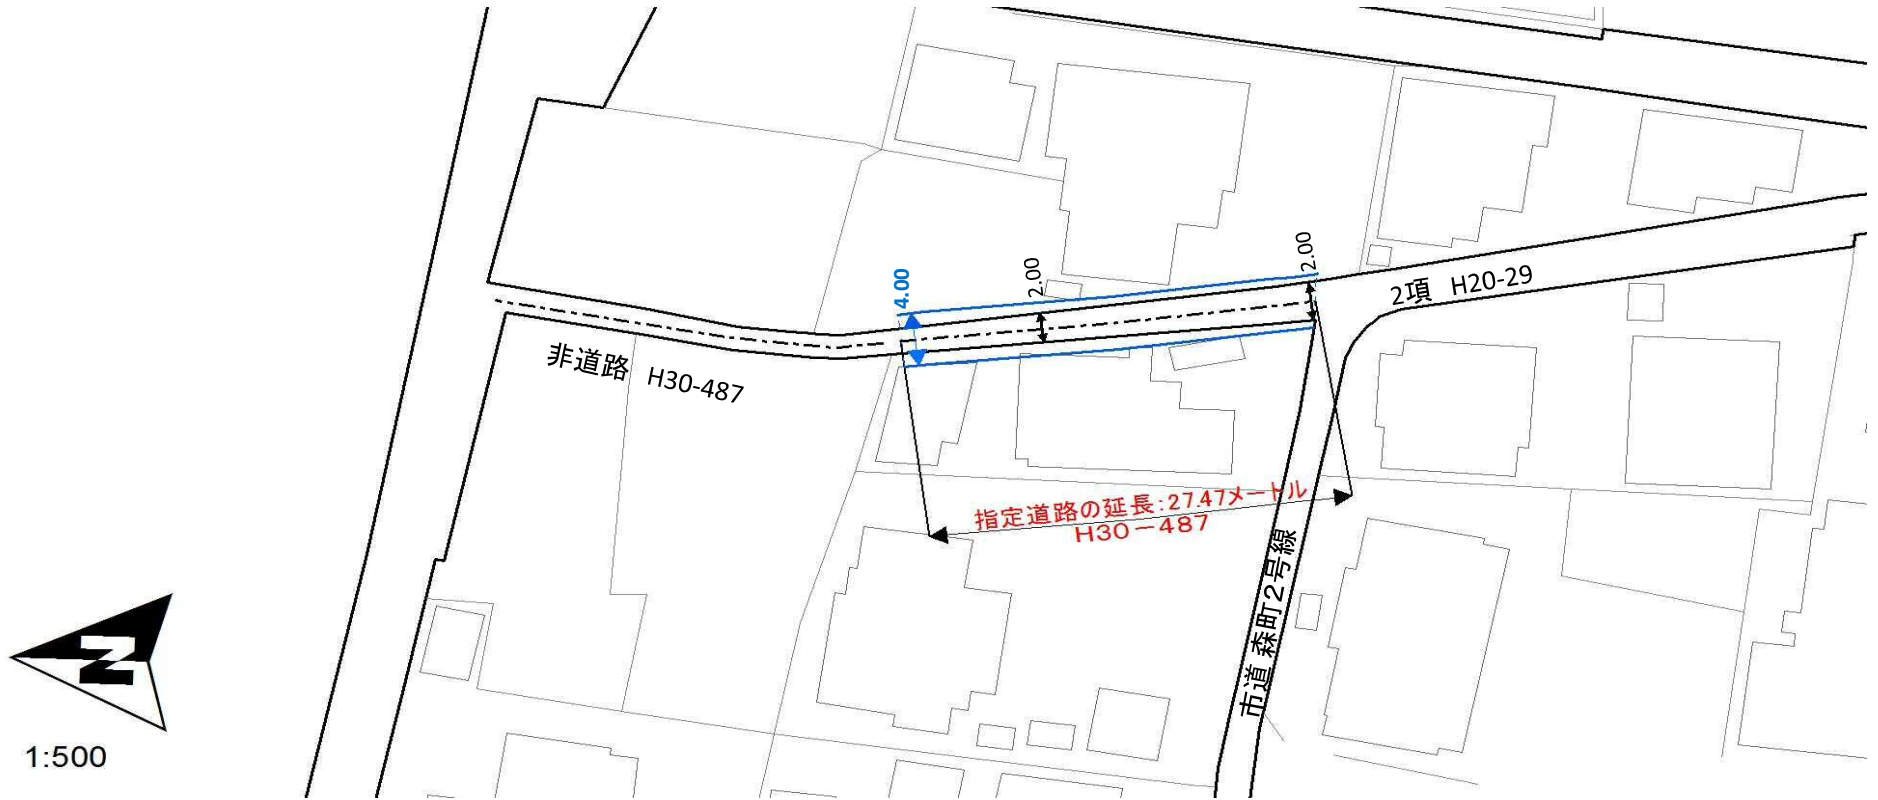 2.00
2.00
4.00
2項 H20-29
非道路 H30-487
指定道路の延長:27.47メートル
H30-487
市道 森町2号線
N
1:500